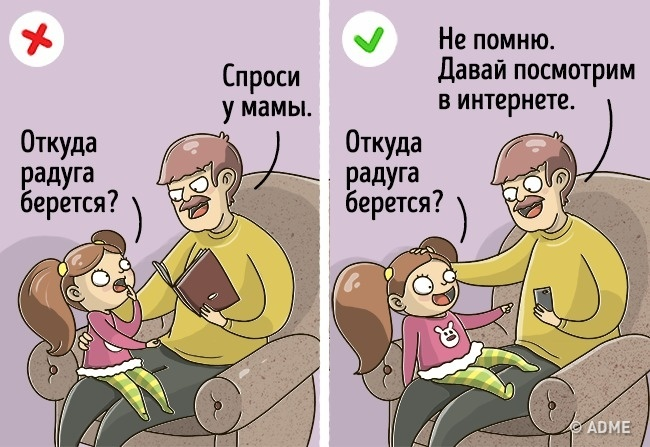 Откуда
радуга
берется?
Спроси
у мамы.
Откуда
радуга
берется?
Не помню.
Давай посмотрим
в интернете.
© ADME